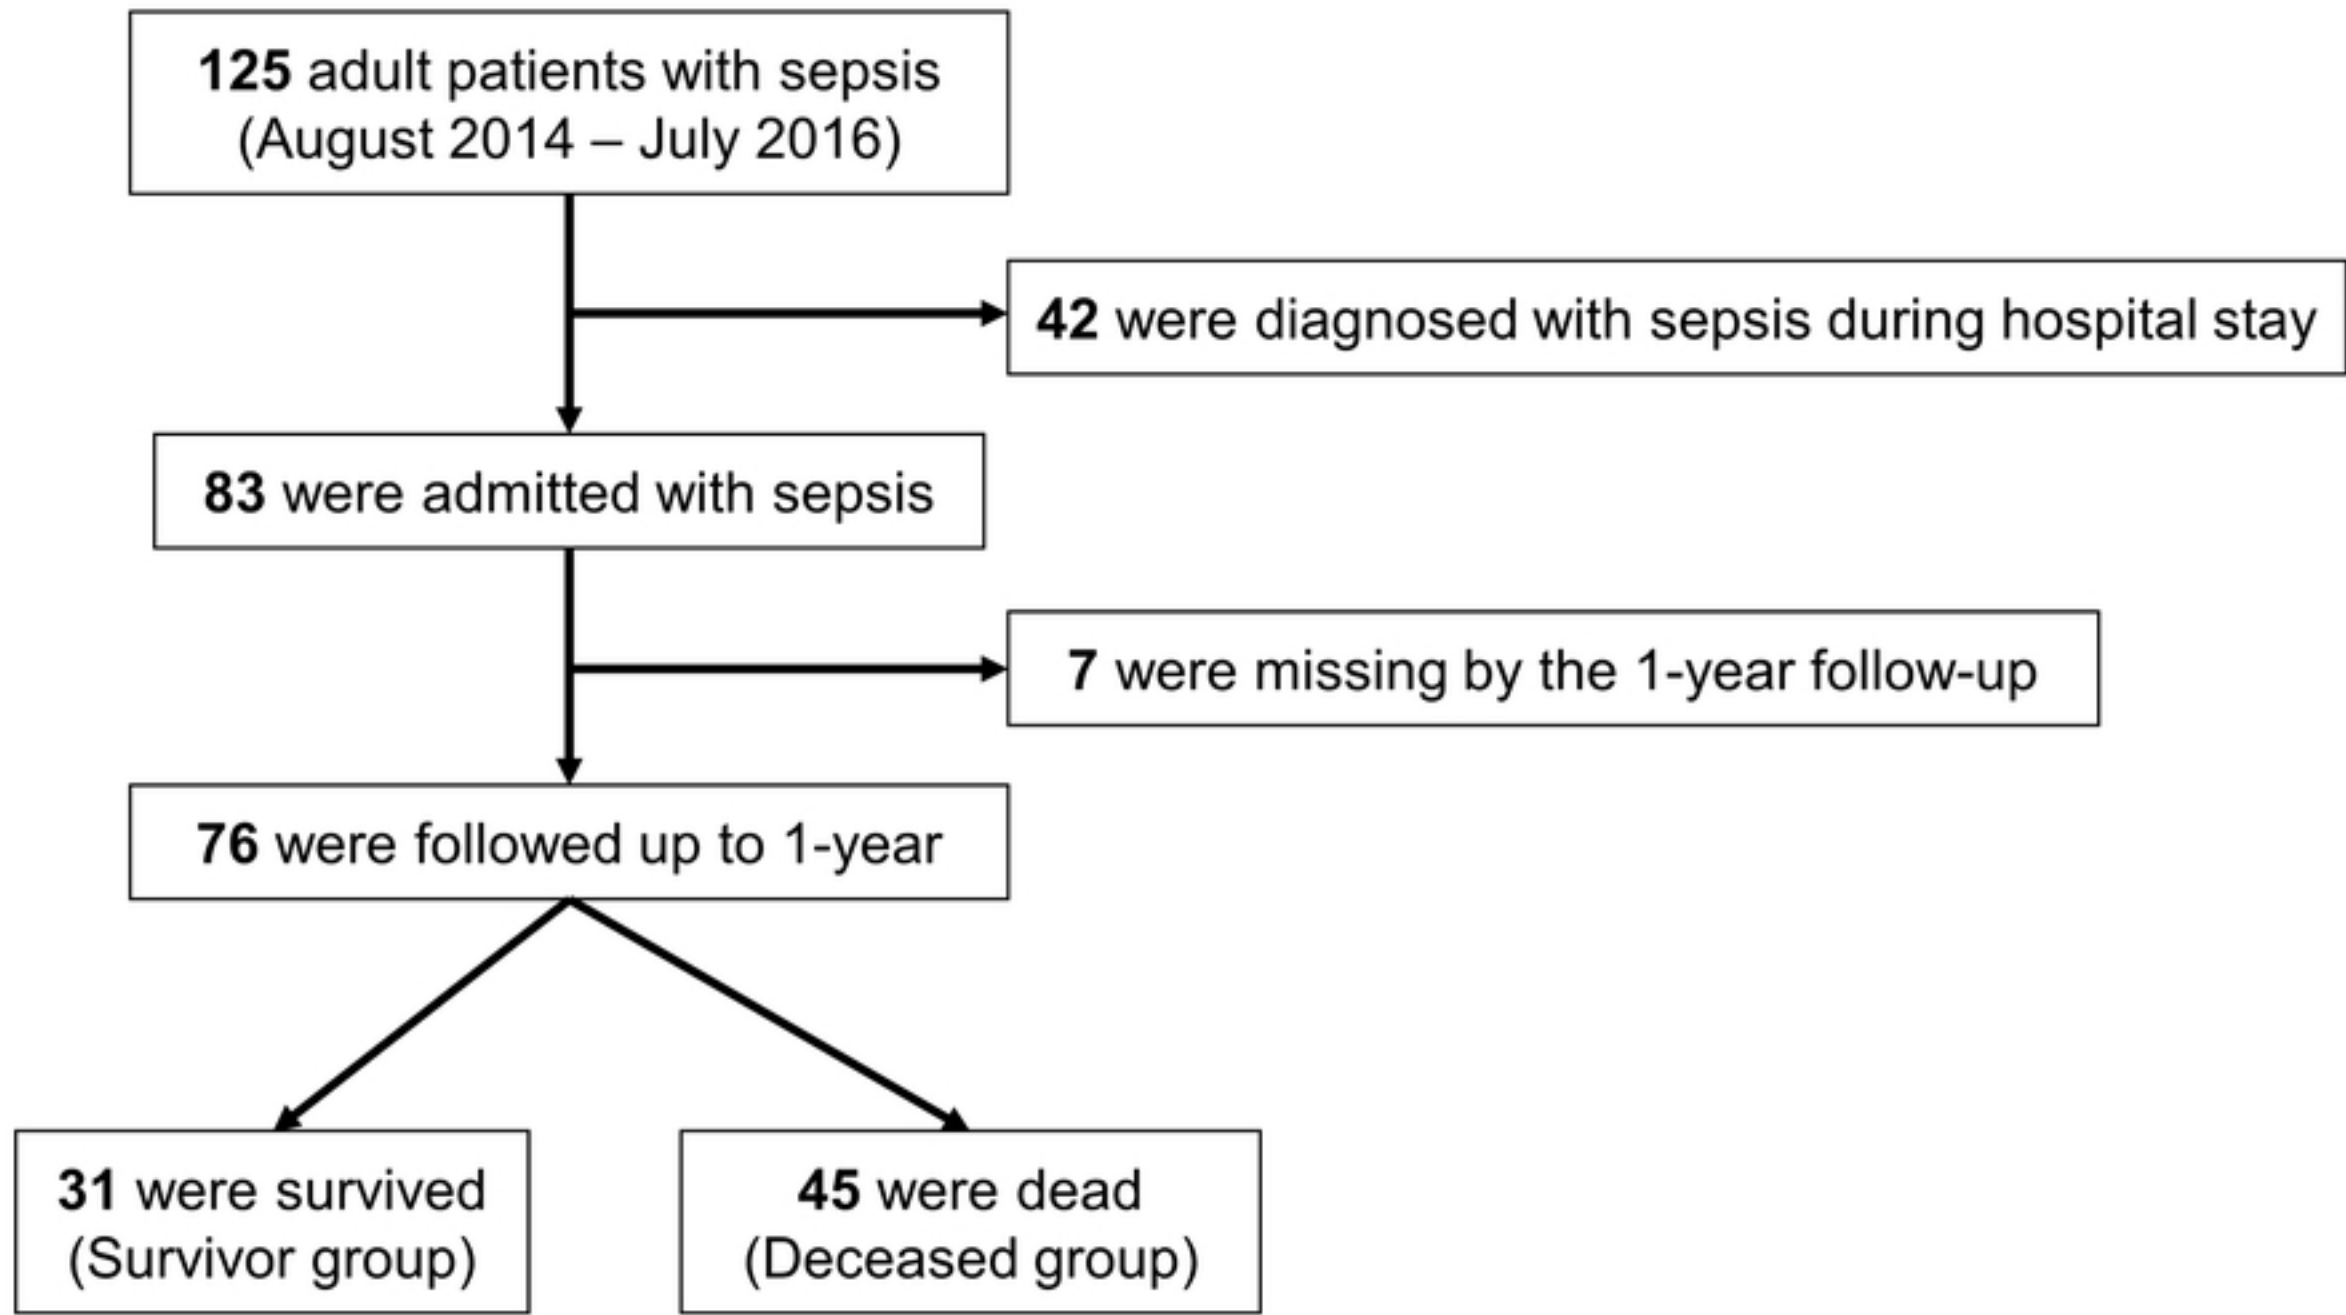 125 adult patients with sepsis
(August 2014 – July 2016)
42 were diagnosed with sepsis during hospital stay
83 were admitted with sepsis
7 were missing by the 1-year follow-up
76 were followed up to 1-year
31 were survived
(Survivor group)
45 were dead
(Deceased group)